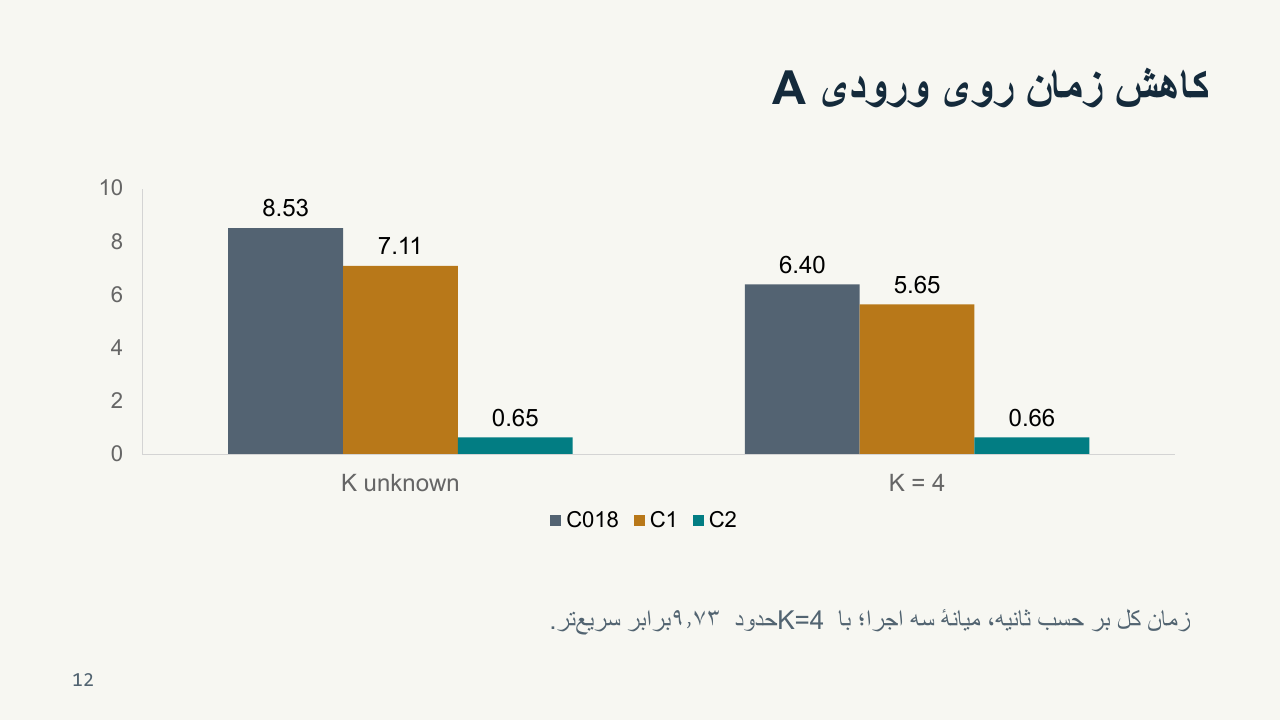 کاهش زمان روی ورودی A
10
8
6
4
2
0
8.53
7.11
0.65
6.40
5.65
0.66
K unknown
K = 4
C018 C1 C2
زمان کل بر حسب ثانیه، میانهٔ سه اجرا؛ با K=4 حدود ۹٫۷۳ برابر سریع‌تر.
12